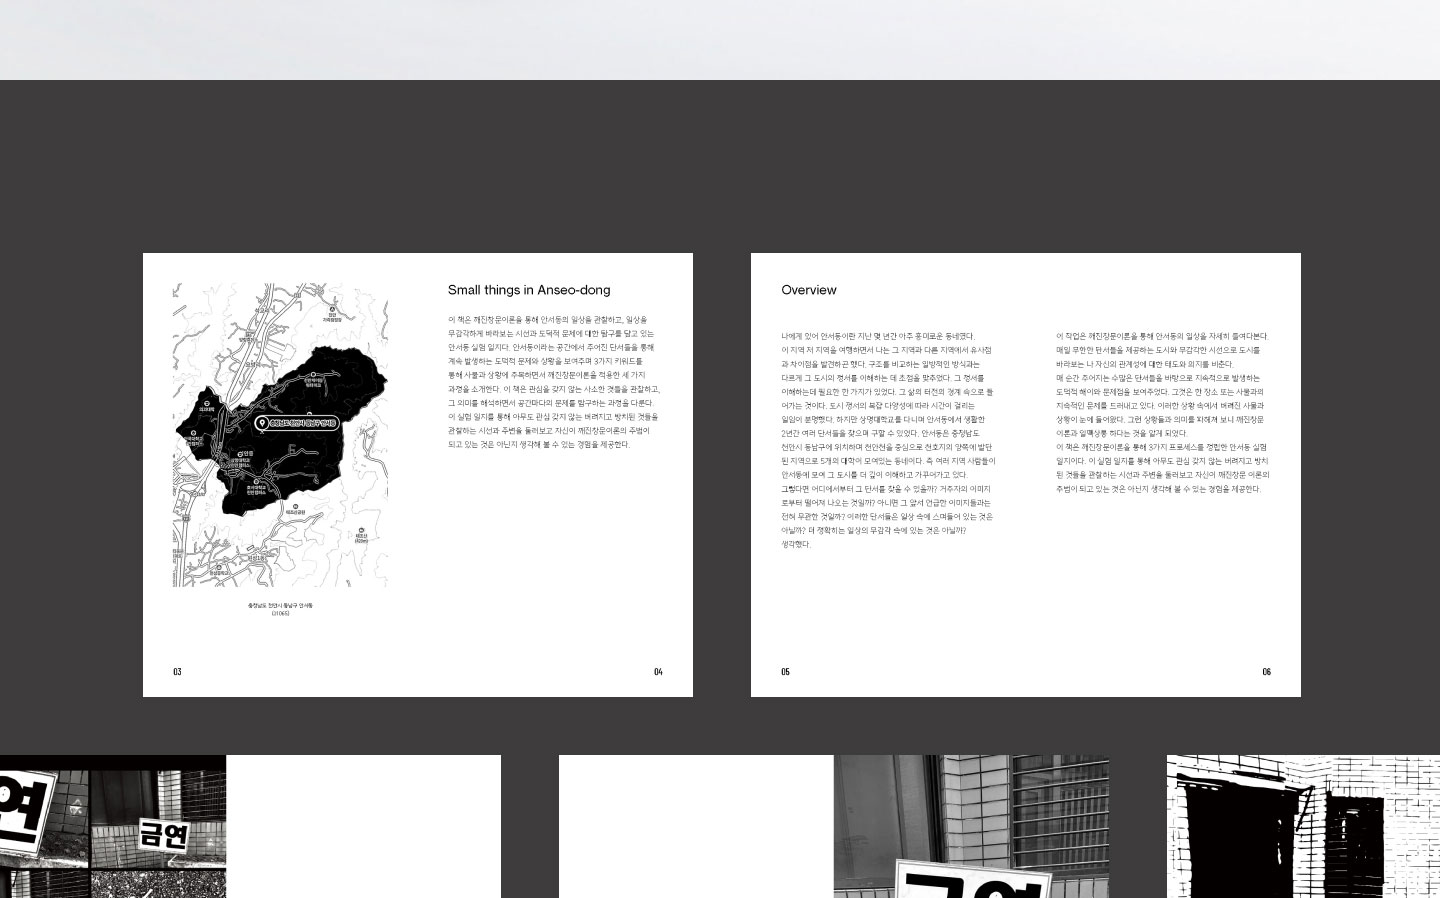 Small things in Anseo-dong
이 책은 깨진창문이론을 통해 안서동의 일상을 관찰하고, 일상을
무감각하게 바라보는 시선과 도덕적 문제에 대한 탐구를 담고 있는
안서동 실험 일지다. 안서동이라는 공간에서 주어진 단서들을 통해
계속 발생하는 도덕적 문제와 상황을 보여주며 3가지 키워드를
통해 사물과 상황에 주목하면서 깨진창문이론을 적용한 세 가지
과정을 소개한다. 이 책은 관심을 갖지 않는 사소한 것들을 관찰하고,
그 의미를 해석하면서 공간마다의 문제를 탐구하는 과정을 다룬다.
이 실험 일지를 통해 아무도 관심 갖지 않는 버려지고 방치된 것들을
관찰하는 시선과 주변을 둘러보고 자신이 깨진창문이론의 주범이
되고 있는 것은 아닌지 생각해 볼 수 있는 경험을 제공한다.
충청남도 천안시 동남구 안서동
충청남도 천안시 동남구 안서동
(31065)
03
04
Overview
나에게 있어 안서동이란 지난 몇 년간 아주 흥미로운 동네였다.
이 지역 저 지역을 여행하면서 나는 그 지역과 다른 지역에서 유사점
과 차이점을 발견하곤 했다. 구조를 비교하는 일방적인 방식과는
다르게 그 도시의 정서를 이해하는 데 초점을 맞추었다. 그 정서를
이해하는데 필요한 한 가지가 있었다. 그 삶의 터전의 경계 속으로 들
어가는 것이다. 도시 정서의 복잡 다양성에 따라 시간이 걸리는
일임이 분명했다. 하지만 상명대학교를 다니며 안서동에서 생활한
2년간 여러 단서들을 찾으며 구할 수 있었다. 안서동은 충청남도
천안시 동남구에 위치하며 천안천을 중심으로 천호지의 양쪽에 발단
된 지역으로 5개의 대학이 모여있는 동네이다. 즉 여러 지역 사람들이
안서동에 모여 그 도시를 더 깊이 이해하고 가꾸어가고 있다.
그렇다면 어디에서부터 그 단서를 찾을 수 있을까? 거주자의 이미지
로부터 떨어져 나오는 것일까? 아니면 그 앞서 언급한 이미지들과는
전혀 무관한 것일까? 이러한 단서들은 일상 속에 스며들어 있는 것은
아닐까? 더 정확히는 일상의 무감각 속에 있는 것은 아닐까?
생각했다.
이 작업은 깨진창문이론을 통해 안서동의 일상을 자세히 들여다본다.
매일 무한한 단서들을 제공하는 도시와 무감각한 시선으로 도시를
바라보는 나 자신의 관계성에 대한 태도와 의지를 비춘다.
매 순간 주어지는 수많은 단서들을 바탕으로 지속적으로 발생하는
도덕적 해이와 문제점을 보여주었다. 그것은 한 장소 또는 사물과의
지속적인 문제를 드러내고 있다. 이러한 상황 속에서 버려진 사물과
상황이 눈에 들어왔다. 그런 상황들과 의미를 파헤쳐 보니 깨진창문
이론과 일맥상통 하다는 것을 알게 되었다.
이 책은 깨진창문이론을 통해 3가지 프로세스를 정립한 안서동 실험
일지이다. 이 실험 일지를 통해 아무도 관심 갖지 않는 버려지고 방치
된 것들을 관찰하는 시선과 주변을 둘러보고 자신이 깨진창문 이론의
주범이 되고 있는 것은 아닌지 생각해 볼 수 있는 경험을 제공한다.
05
06
연
금연
금연